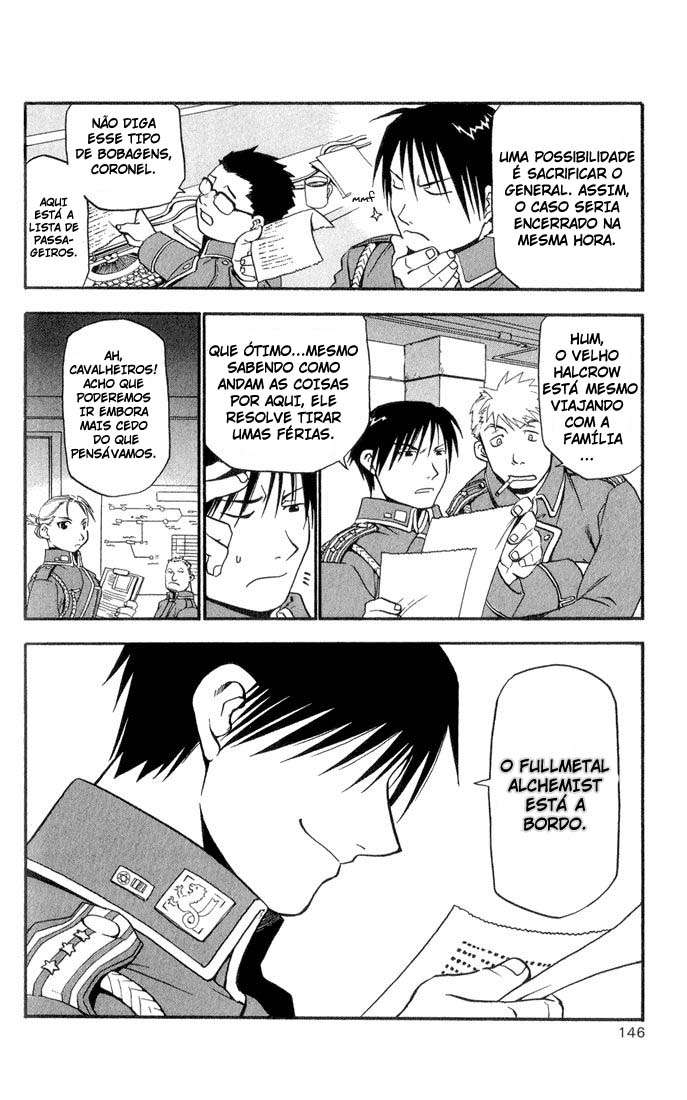 UMA POSSIBILIDADE
É SACRIFICAR O
GENERAL. ASSIM,
O CASO SERIA
ENCERRADO NA
MESMA HORA.
mmf
NÃO DIGA
ESSE TIPO
DE BOBAGENS,
CORONEL.
AQUI
ESTÁ A
LISTA DE
PASSA-
GEIROS.
HUM,
O VELHO
HALCROW
ESTÁ MESMO
VIAJANDO
COM A
FAMÍLIA
...
QUE ÓTIMO...MESMO
SABENDO COMO
ANDAM AS COISAS
POR AQUI, ELE
RESOLVE TIRAR
UMAS FÉRIAS.
AH,
CAVALHEIROS!
ACHO QUE
PODEREMOS
IR EMBORA
MAIS CEDO
DO QUE
PENSÁVAMOS.
O FULLMETAL
ALCHEMIST
ESTÁ A
BORDO.
146